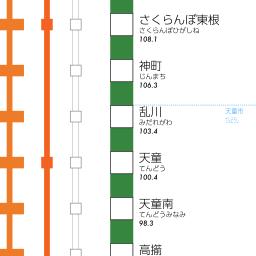 さくらんぼ東根
さくらんぼひがしね
108.1
神町
じんまち
106.3
乱川
みだれがわ
103.4
天童市
天童
てんどう
100.4
天童南
てんどうみなみ
98.3
高擶